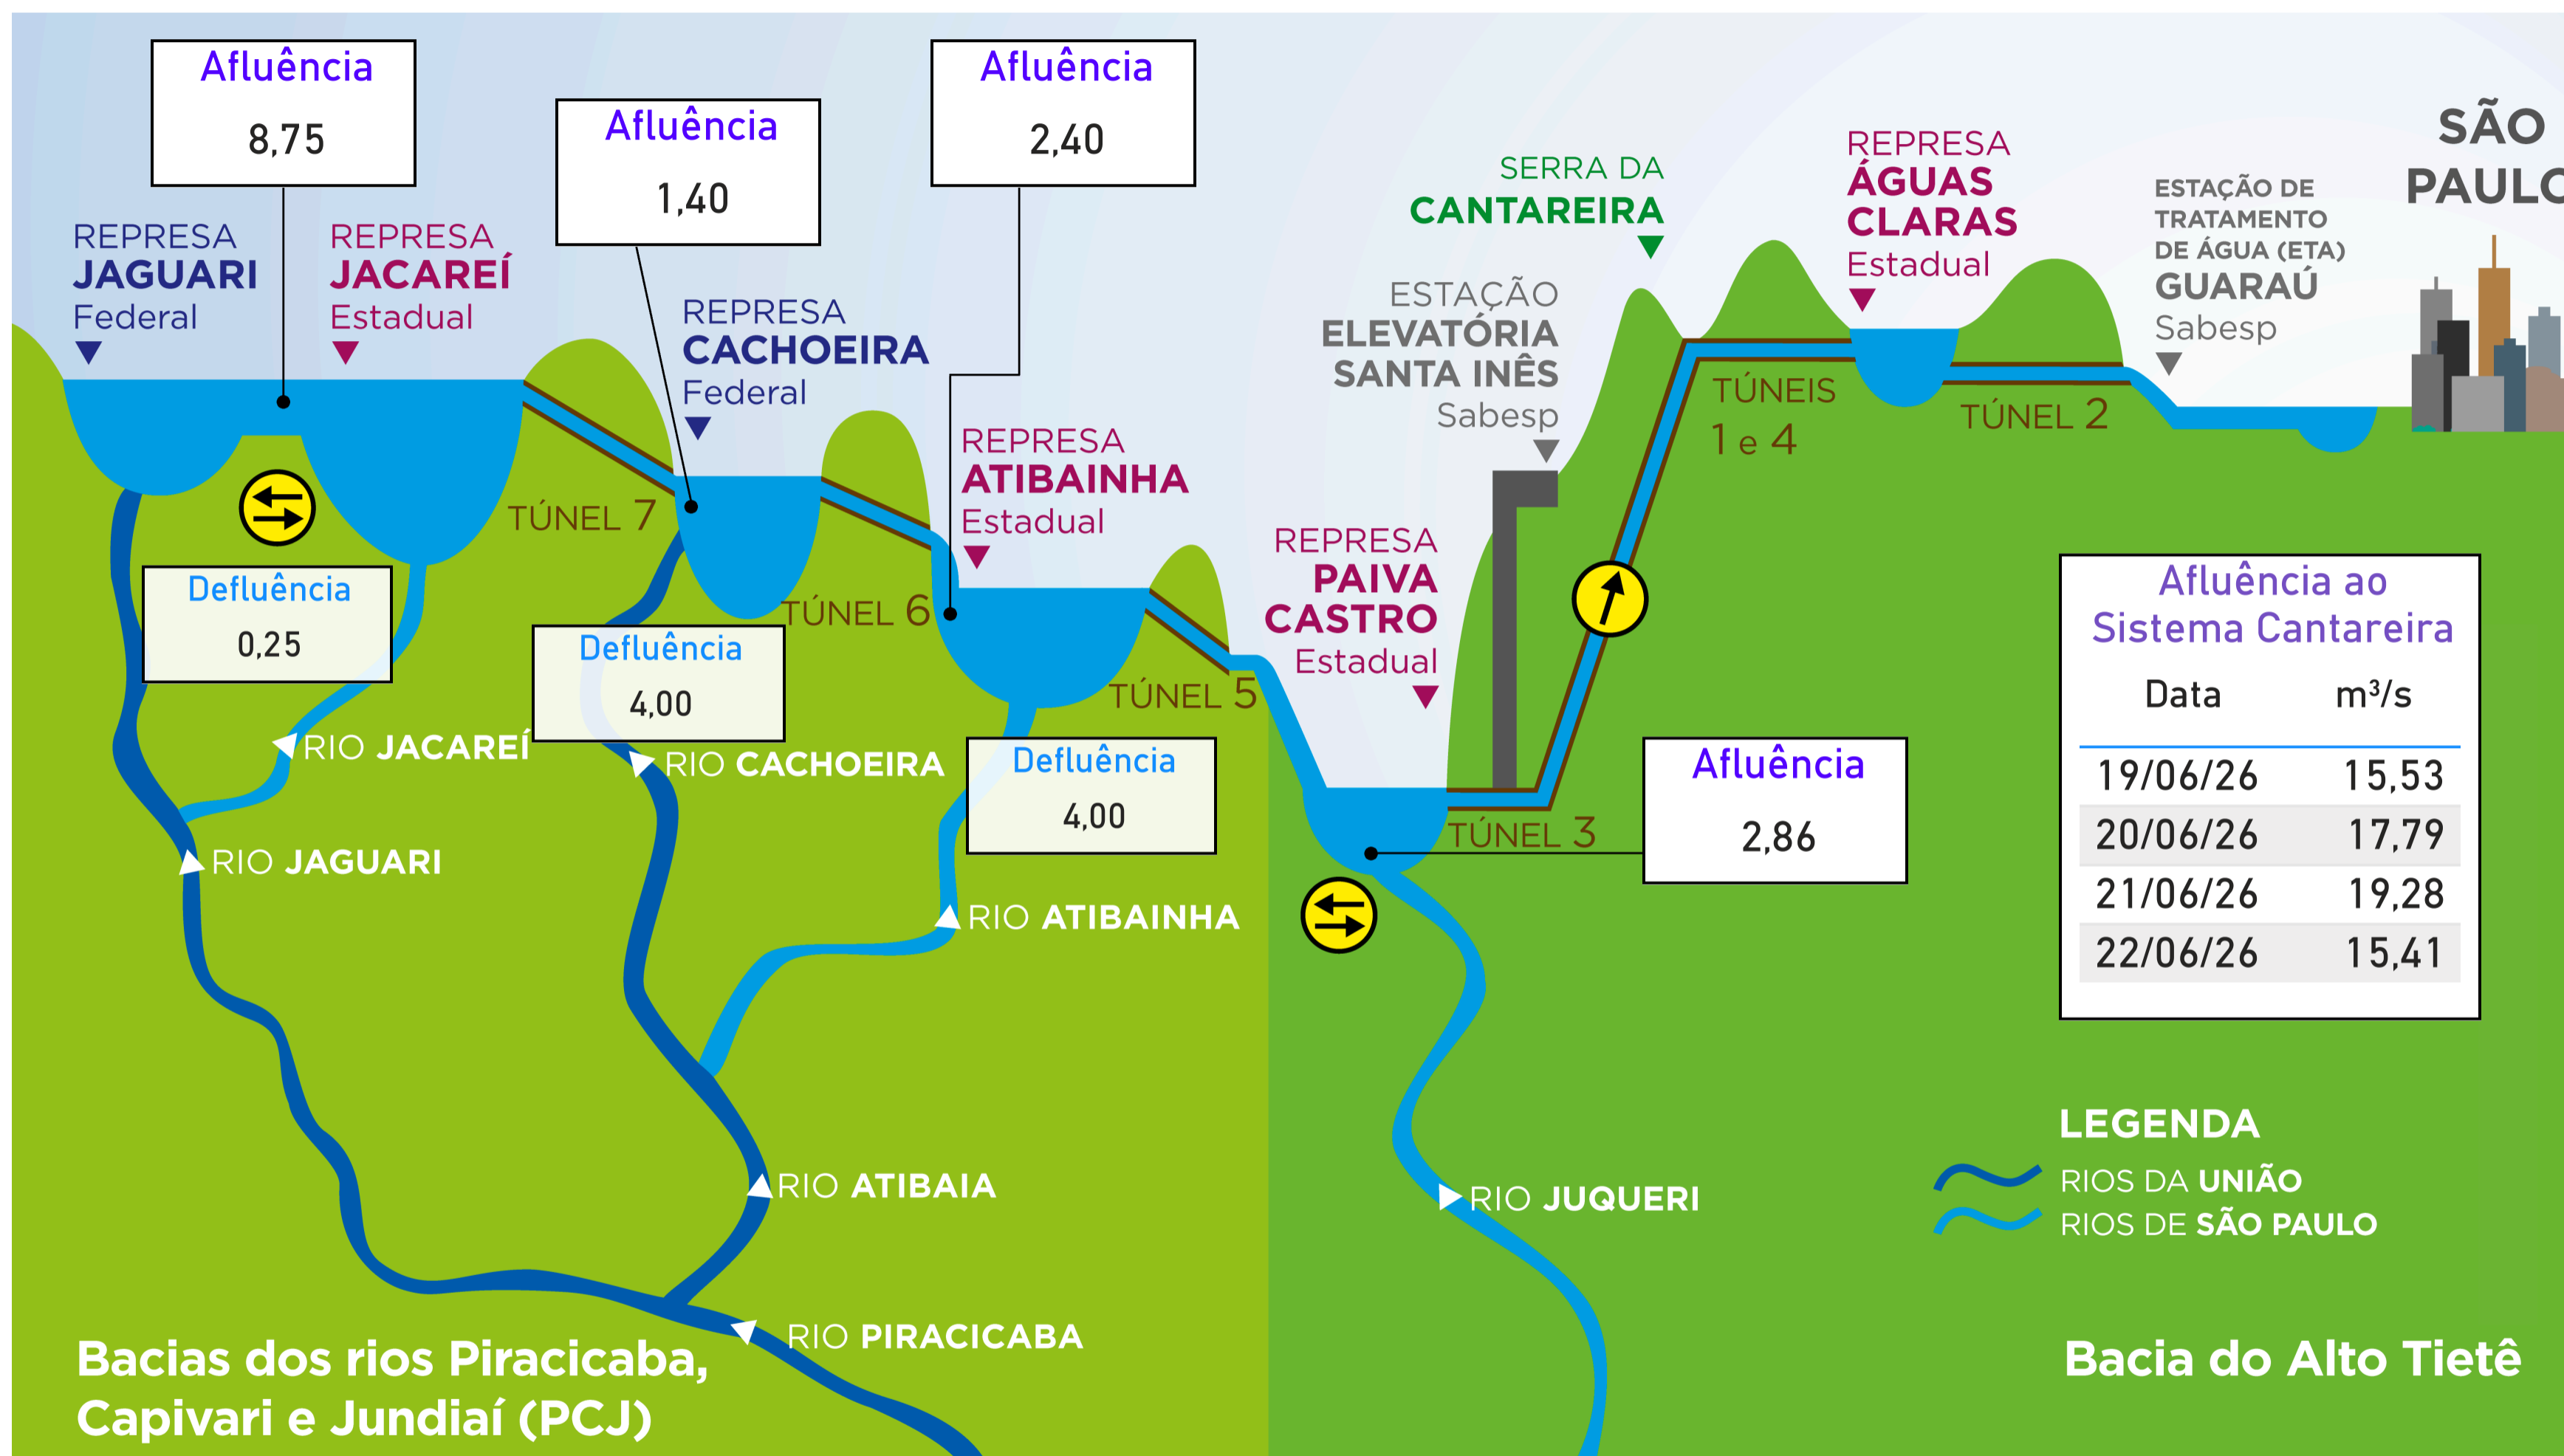 Afluência
8,75
Afluência
1,40
Afluência
2,40
REPRESA
JAGUARI
Federal
REPRESA
JACAREÍ
Estadual
REPRESA
CACHOEIRA
Federal
REPRESA
ATIBAINHA
Estadual
SERRA DA
CANTAREIRA
ESTAÇÃO
ELEVATÓRIA
SANTA INÊS
Sabesp
REPRESA
ÁGUAS
CLARAS
Estadual
ESTAÇÃO DE
TRATAMENTO
DE ÁGUA (ETA)
GUARAÚ
Sabesp
SÃO
PAULO
TÚNEL 7
TÚNEL 6
TÚNEL 5
REPRESA
PAIVA
CASTRO
Estadual
TÚNEIS
1 e 4
TÚNEL 2
TÚNEL 3
Defluência
0,25
Defluência
4,00
Defluência
4,00
Afluência
2,86
RIO JACAREÍ
RIO CACHOEIRA
RIO JAGUARI
RIO ATIBAINHA
RIO ATIBAIA
RIO PIRACICABA
RIO JUQUERI
Afluência ao
Sistema Cantareira
Data m³/s
19/06/26 15,53
20/06/26 17,79
21/06/26 19,28
22/06/26 15,41
LEGENDA
RIOS DA UNIÃO
RIOS DE SÃO PAULO
Bacias dos rios Piracicaba,
Capivari e Jundiaí (PCJ)
Bacia do Alto Tietê